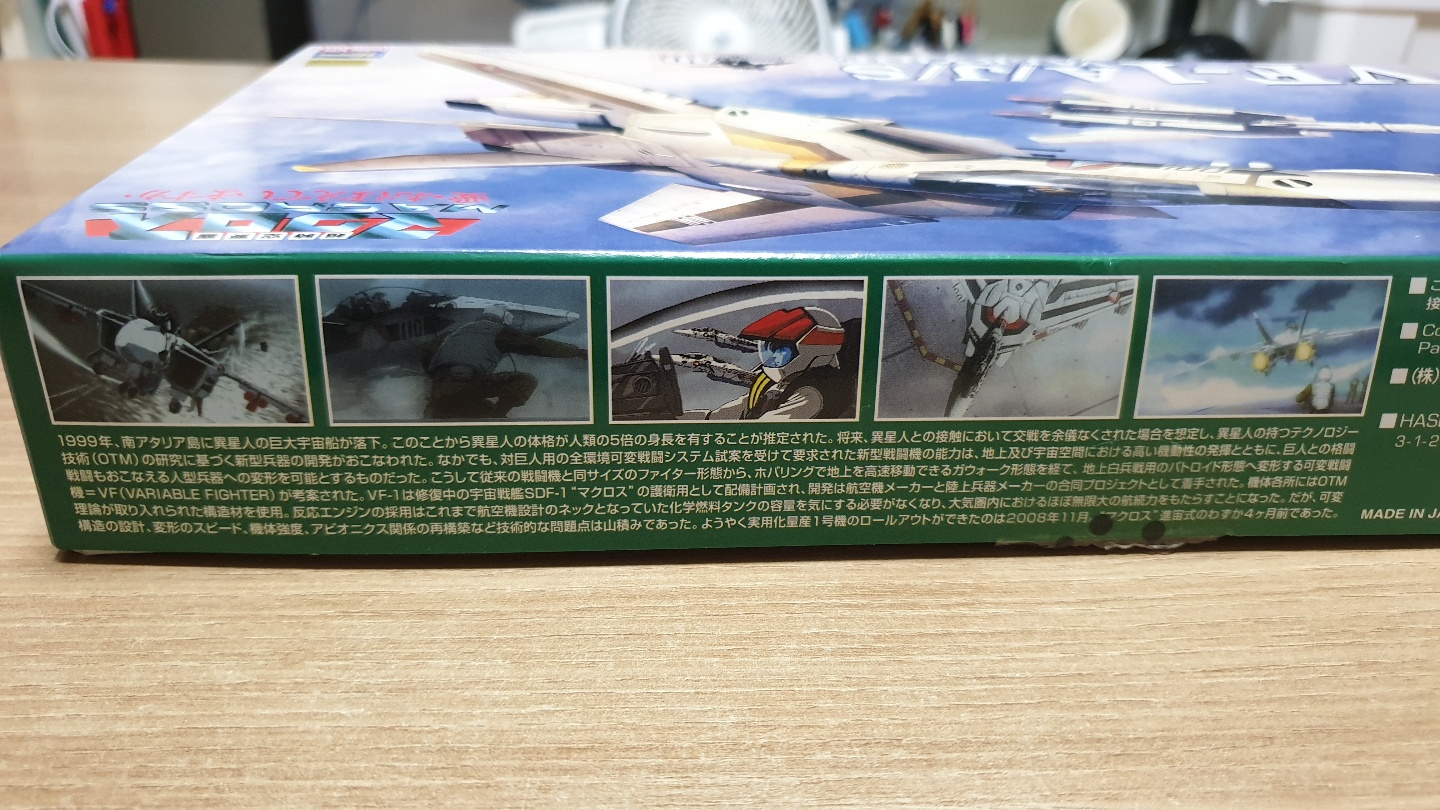 VF-1A/J/S
愛・おぼえていますか
MACROSS
超時空要塞
1999年、南アタリア島に異星人の巨大宇宙船が落下。このことから異星人の体格が人類の5倍の身長を有することが推定された。将来、異星人との接触において交戦を余儀なくされた場合を想定し、異星人の持つテクノロジー
技術(OTM)の研究に基づく新型兵器の開発がおこなわれた。なかでも、対巨人用の全環境可変戦闘システム試案を受けて要求された新型戦闘機の能力は、地上及び宇宙空間における高い機動性の発揮とともに、巨人との格闘
戦闘もおこなえる人型兵器への変形を可能とするものだった。こうして従来の戦闘機と同サイズのファイター形態から、ホバリングで地上を高速移動できるガウォーク形態を経て、地上白兵戦用のバトロイド形態へ変形する可変戦闘
機＝VF(VARIABLE FIGHTER)が考案された。VF-1は修復中の宇宙戦艦SDF-1 "マクロス"の護衛用として配備計画され、開発は航空機メーカーと陸上兵器メーカーの合同プロジェクトとして着手された。機体各所にはOTM
理論が取り入れられた構造材を使用。反応エンジンの採用はこれまで航空機設計のネックとなっていた化学燃料タンクの容量を気にする必要がなくなり、大気圏内におけるほぼ無限大の航続力をもたらすことになった。だが、可変
構造の設計、変形のスピード、機体強度、アビオニクス関係の再構築など技術的な問題点は山積みであった。ようやく実用化量産1号機のロールアウトができたのは2008年11月。"マクロス"進宙式のわずか4ヶ月前であった。
■こ
接
■Co
Pa
■(株)
■HAS
3-1-2
MADE IN JA